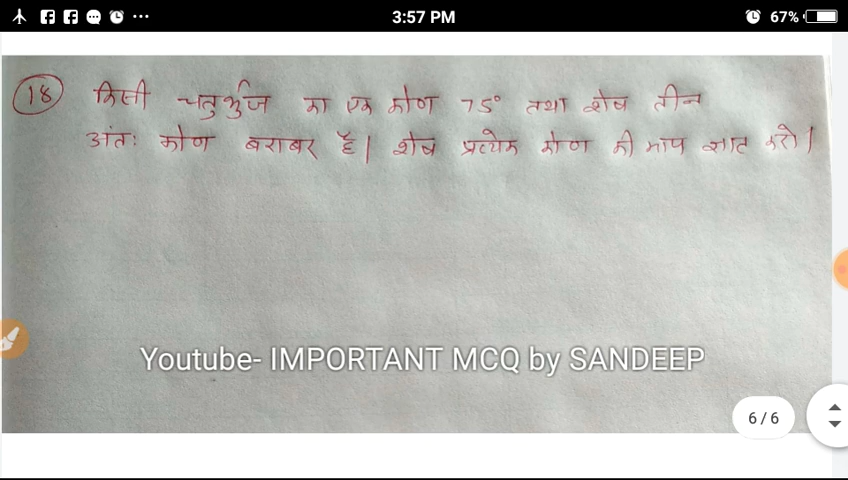 3:57 PM
67%
18 किसी चतुर्भुज का एक कोण 75° तथा शेष तीन
अंतः कोण बराबर है। शेष प्रत्येक कोण की माप ज्ञात करो।
Youtube- IMPORTANT MCQ by SANDEEP
6/6